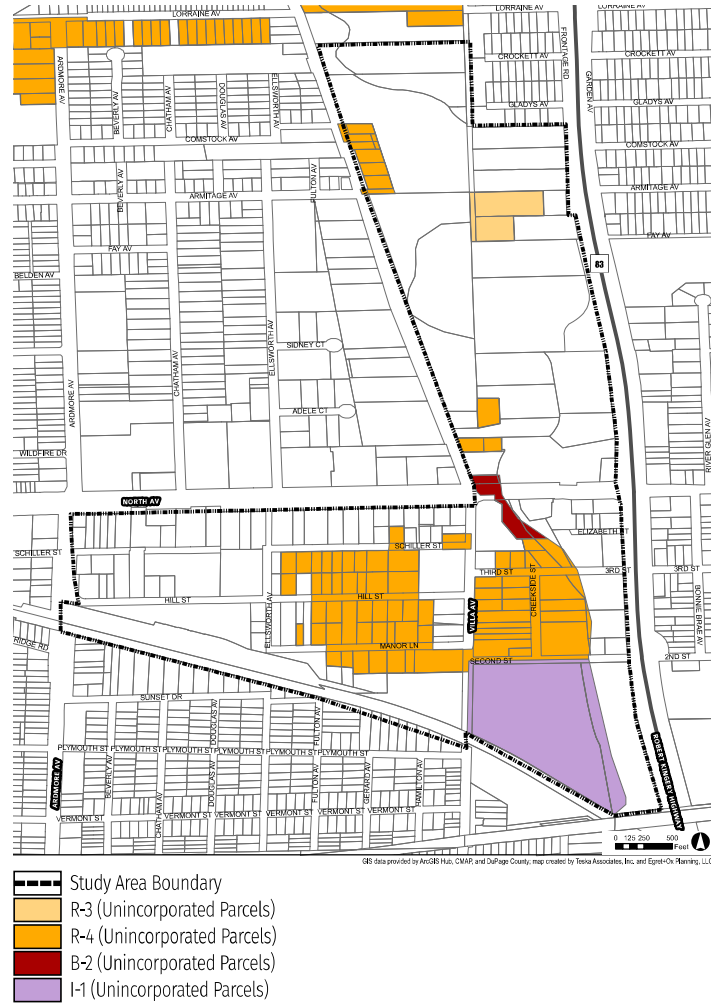 LORRAINE AV
LORRAINE AV
ARDMORE AV
BEVERLY AV
CHATHAM AV
DOUGLAS AV
ELLSWORTH AV
FRONTAGE RD
GARDEN AV
CROCKETT AV
CROCKETT AV
GLADYS AV
GLADYS AV
COMSTOCK AV
COMSTOCK AV
BEVERLY AV
ARMITAGE AV
FULTON AV
ARMITAGE AV
FAY AV
FAY AV
83
BELDEN AV
SIDNEY CT
ELLSWORTH AV
CHATHAM AV
ARDMORE AV
ADELE CT
RIVER GLEN AV
WILDFIRE DR
NORTH AV
ELIZABETH ST
SCHILLER ST
SCHILLER ST
THIRD ST
3RD ST
3RD ST
CREEKSIDE ST
HILL ST
HILL ST
ELLSWORTH AV
VILLA AV
BONNIE BRAE AV
RIDGE RD
MANOR LN
SECOND ST
2ND ST
SUNSET DR
DOUGLAS AV
FULTON AV
PLYMOUTH ST
PLYMOUTH ST
PLYMOUTH ST
PLYMOUTH ST
ARDMORE AV
BEVERLY AV
CHATHAM AV
DOUGLAS AV
FULTON AV
GERARD AV
HAMILTON AV
ROBERT KINGERY HIGHWAY
VERMONT ST
VERMONT ST
VERMONT ST
VERMONT ST
0 125 250 500
Feet
GIS data provided by ArcGIS Hub, CMAP, and DuPage County; map created by Teska Associates, Inc. and Egret+Ox Planning, LLC
Study Area Boundary
R-3 (Unincorporated Parcels)
R-4 (Unincorporated Parcels)
B-2 (Unincorporated Parcels)
I-1 (Unincorporated Parcels)